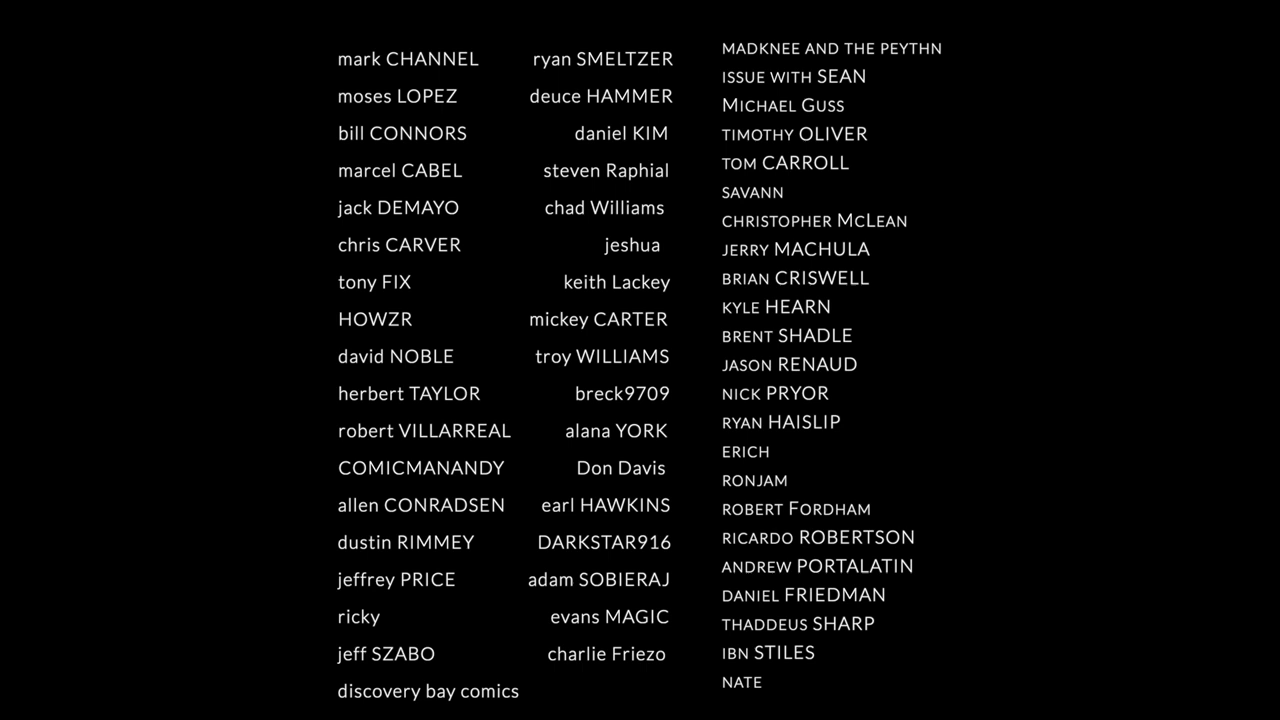 mark CHANNEL
moses LOPEZ
bill CONNORS
marcel CABEL
jack DEMAYO
chris CARVER
tony FIX
HOWZR
david NOBLE
herbert TAYLOR
robert VILLARREAL
COMICMANANDY
allen CONRADSEN
dustin RIMMEY
jeffrey PRICE
ricky
jeff SZABO
discovery bay comics
ryan SMELTZER
deuce HAMMER
daniel KIM
steven Raphial
chad Williams
jeshua
keith Lackey
mickey CARTER
troy WILLIAMS
breck9709
alana YORK
Don Davis
earl HAWKINS
DARKSTAR916
adam SOBIERAJ
evans MAGIC
charlie Friezo
MADKNEE AND THE PEYTHN
ISSUE WITH SEAN
MICHAEL GUSS
TIMOTHY OLIVER
TOM CARROLL
SAVANN
CHRISTOPHER MCLEAN
JERRY MACHULA
BRIAN CRISWELL
KYLE HEARN
BRENT SHADLE
JASON RENAUD
NICK PRYOR
RYAN HAISLIP
ERICH
RONJAM
ROBERT FORDHAM
RICARDO ROBERTSON
ANDREW PORTALATIN
DANIEL FRIEDMAN
THADDEUS SHARP
IBN STILES
NATE